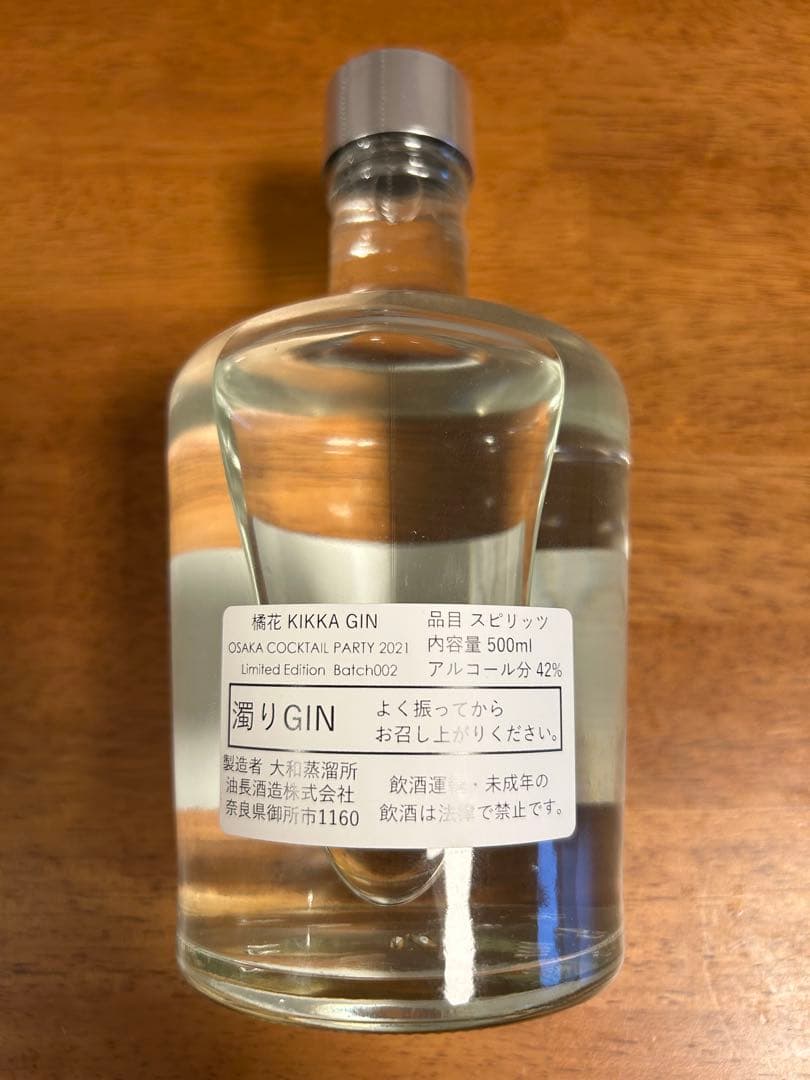 橘花 KIKKA GIN
OSAKA COCKTAIL PARTY 2021
Limited Edition Batch002
品目 スピリッツ
内容量 500ml
アルコール分 42%
濁りGIN
よく振ってから
お召し上がりください。
製造者 大和蒸溜所
油長酒造株式会社
奈良県御所市1160
飲酒運転・未成年の
飲酒は法律で禁止です。